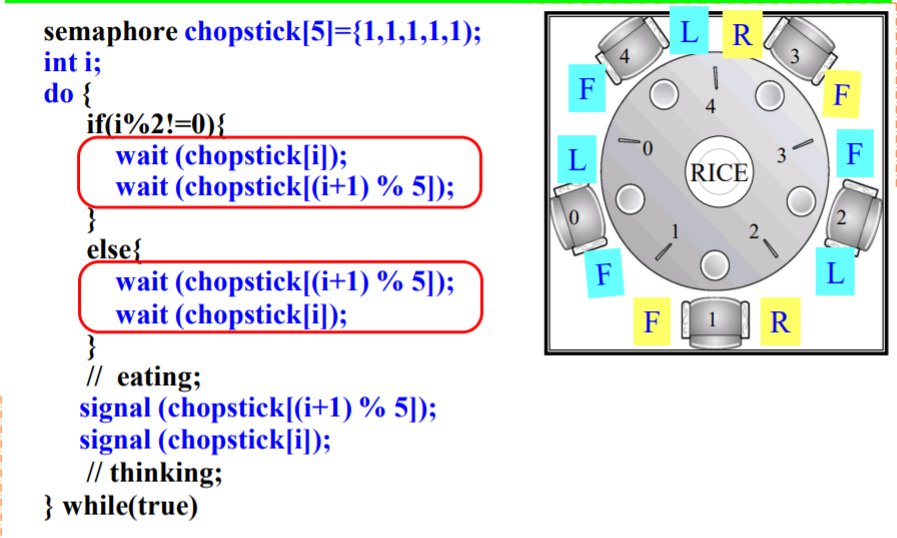 semaphore chopstick[5]={1,1,1,1,1);
int i;
do {
if(i%2!=0){
wait (chopstick[i]);
wait (chopstick[(i+1) % 5]);
}
else{
wait (chopstick[(i+1) % 5]);
wait (chopstick[i]);
}
// eating;
signal (chopstick[(i+1) % 5]);
signal (chopstick[i]);
// thinking;
} while(true)
L R
4 3
F F
4
L 0 3 F
RICE
0 1 2 2
F L
F 1 R